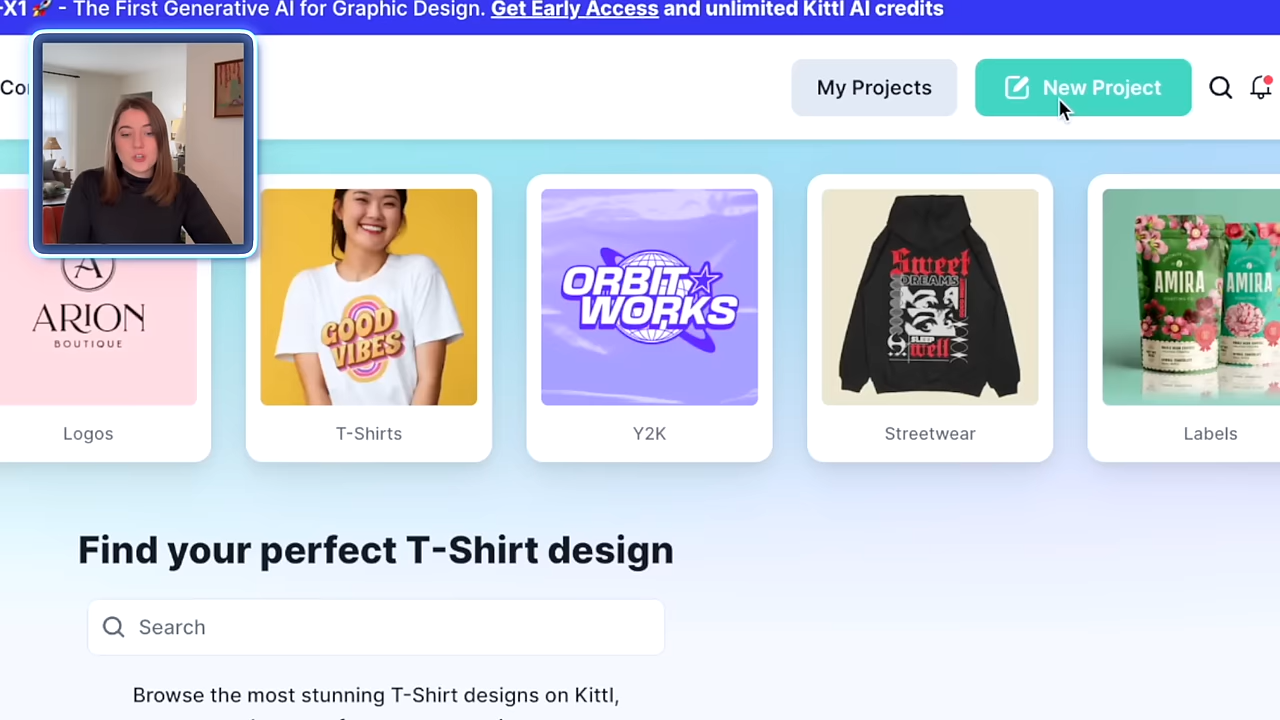 -X1🚀 - The First Generative AI for Graphic Design. Get Early Access and unlimited Kittl AI credits
Co
My Projects
New Project
A
ARION
BOUTIQUE
GOOD
VIBES
ORBIT
WORKS
Sweet
DREAMS
SLEEP
well
AMIRA
AMIRA
Logos
T-Shirts
Y2K
Streetwear
Labels
Find your perfect T-Shirt design
Search
Browse the most stunning T-Shirt designs on Kittl,